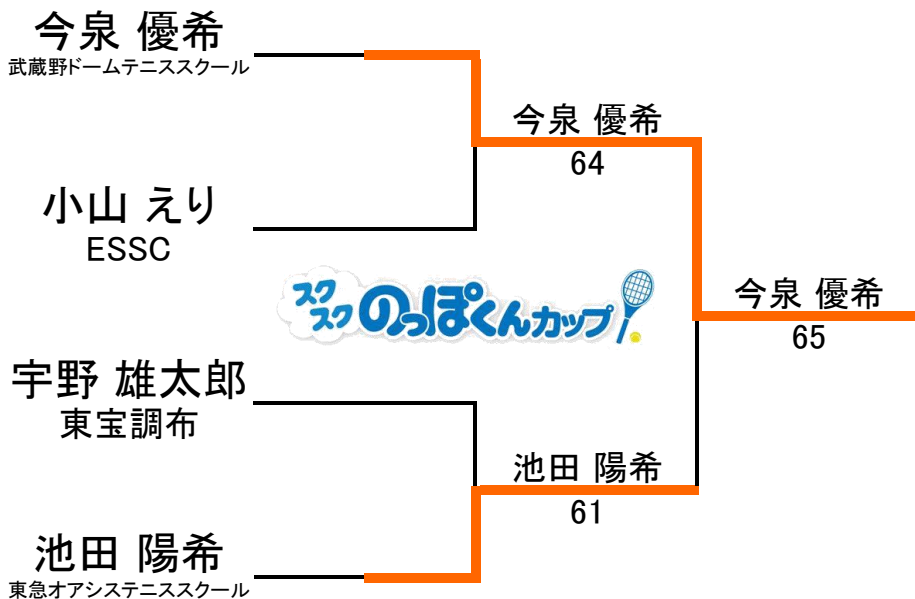 今泉 優希
武蔵野ドームテニススクール
今泉 優希
64
小山 えり
ESSC
スク
スク のっぽくんカップ
今泉 優希
65
宇野 雄太郎
東宝調布
池田 陽希
61
池田 陽希
東急オアシステニススクール